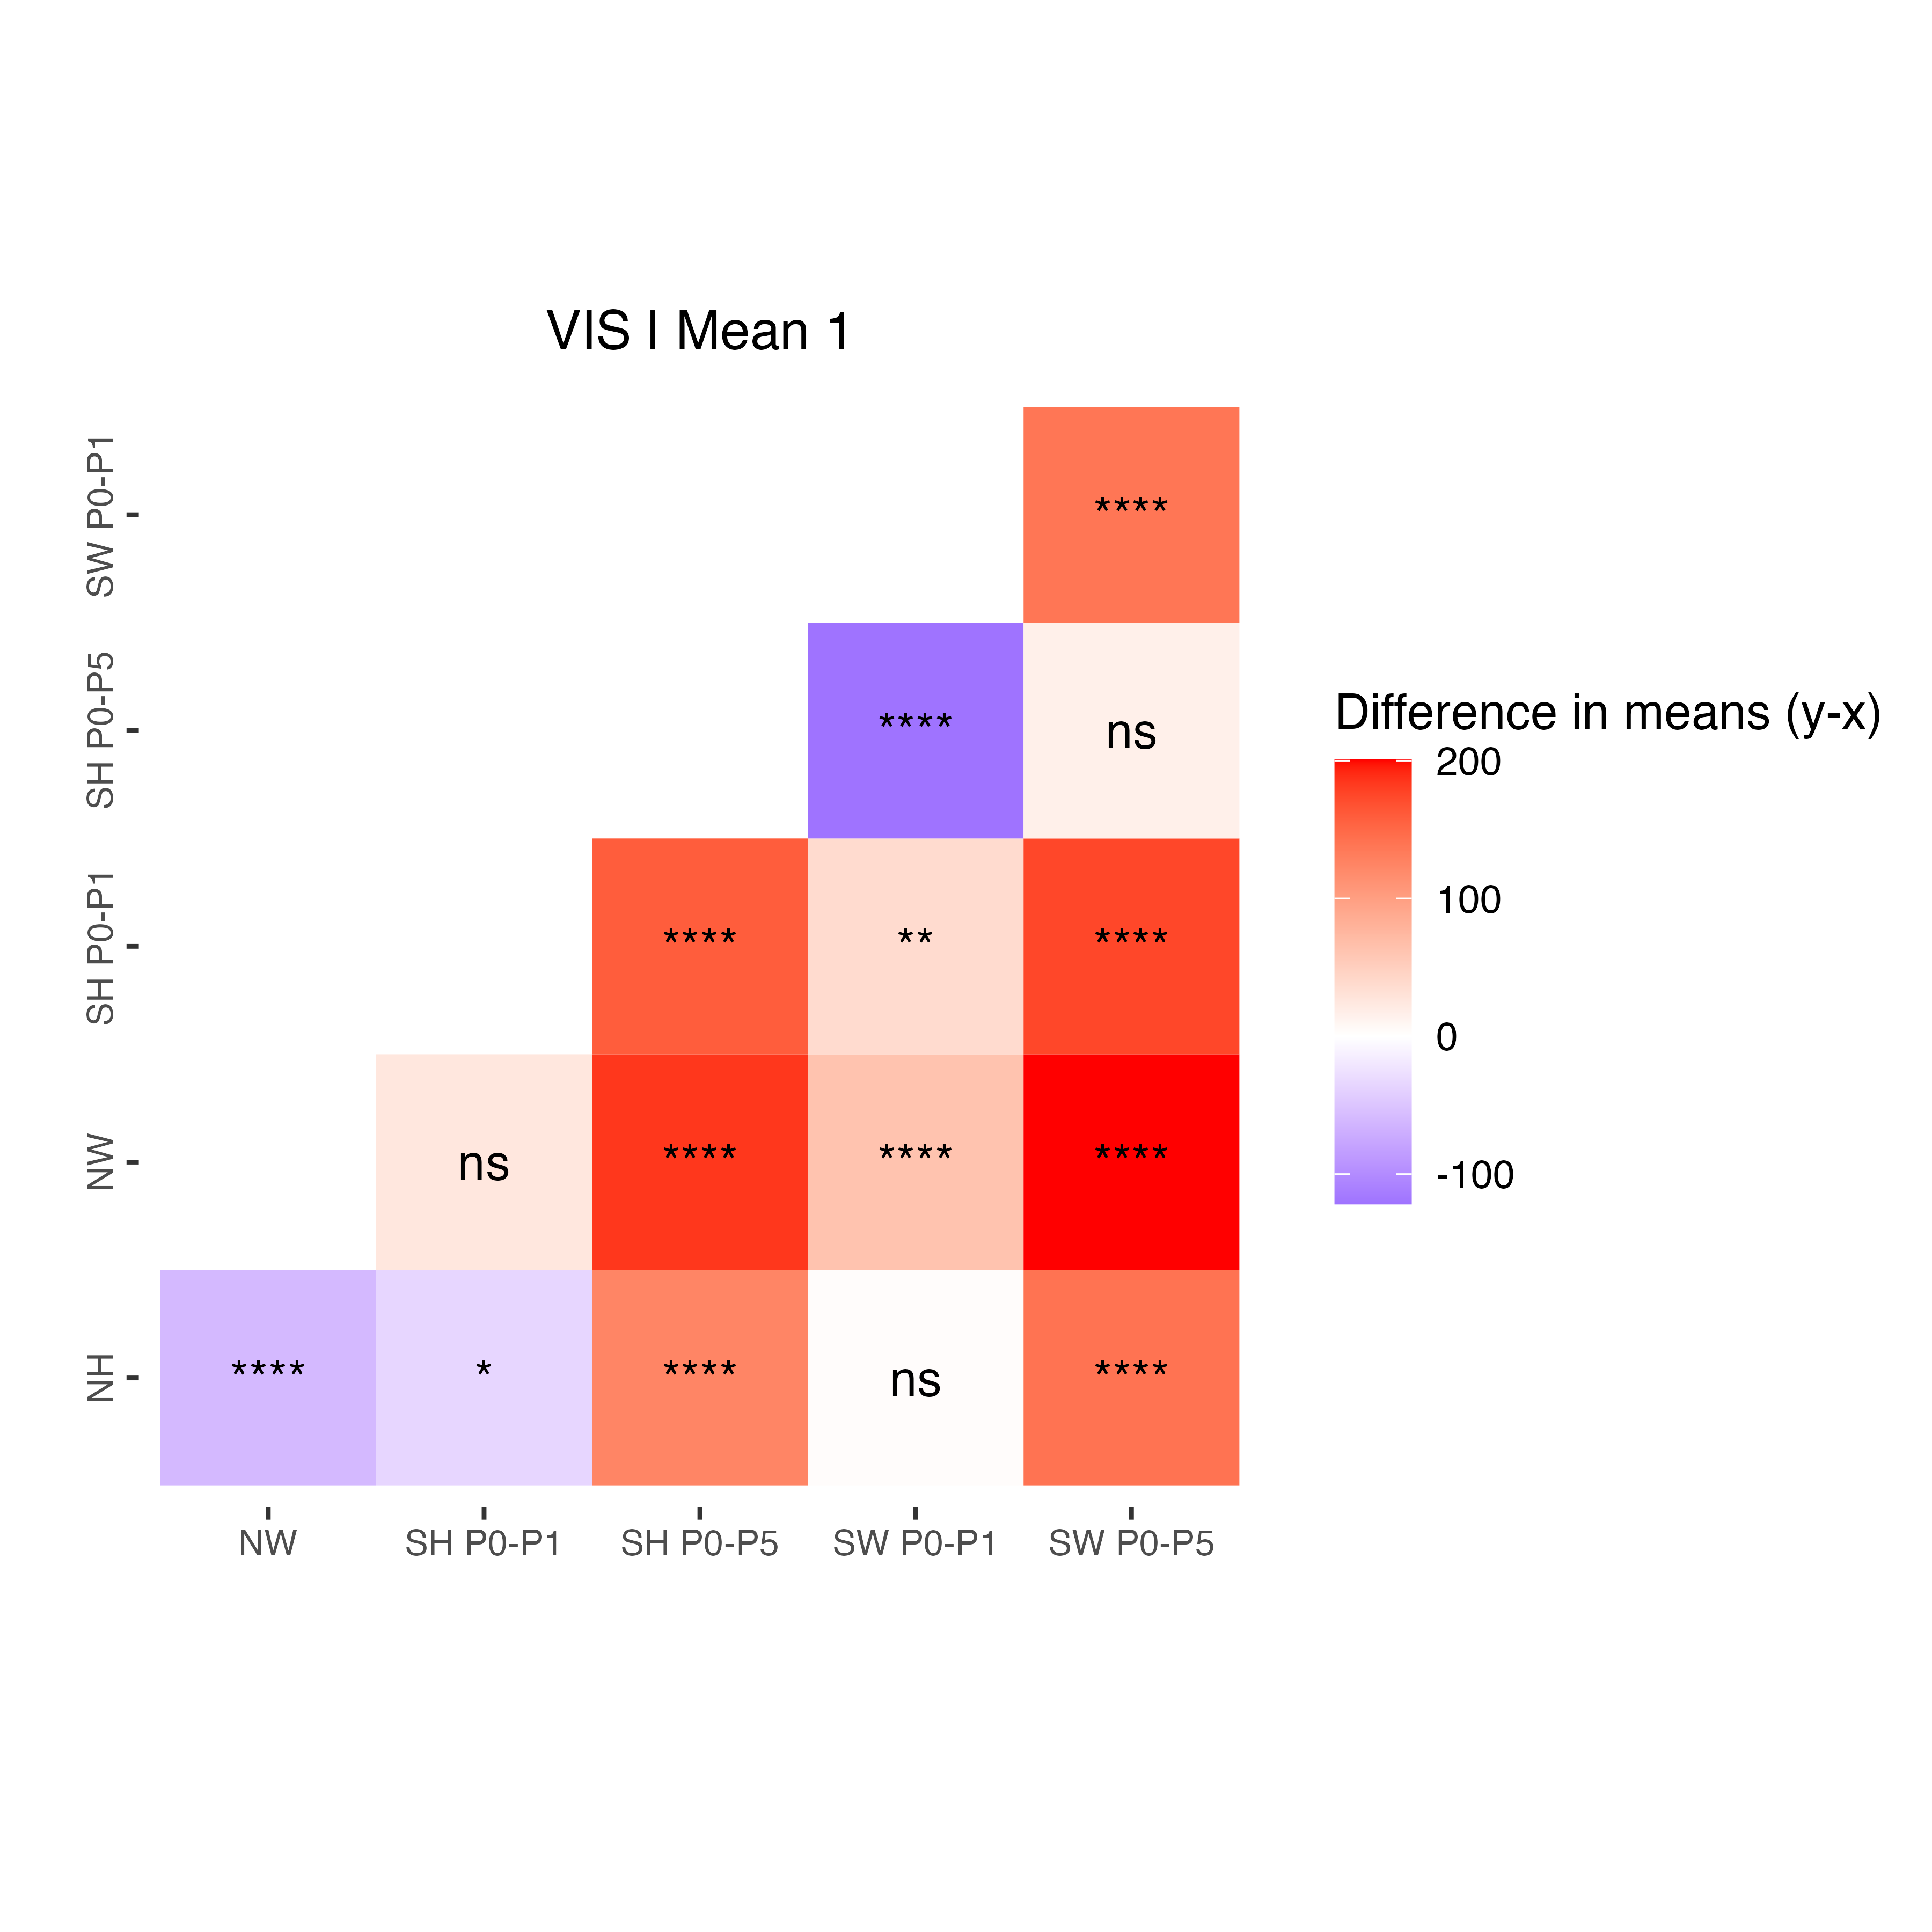 VIS | Mean 1
SW P0-P1
****
SH P0-P5
**** ns
SH P0-P1
**** ** ****
NW
ns **** **** ****
NH
**** * **** ns ****
NW SH P0-P1 SH P0-P5 SW P0-P1 SW P0-P5
Difference in means (y-x)
200
100
0
-100